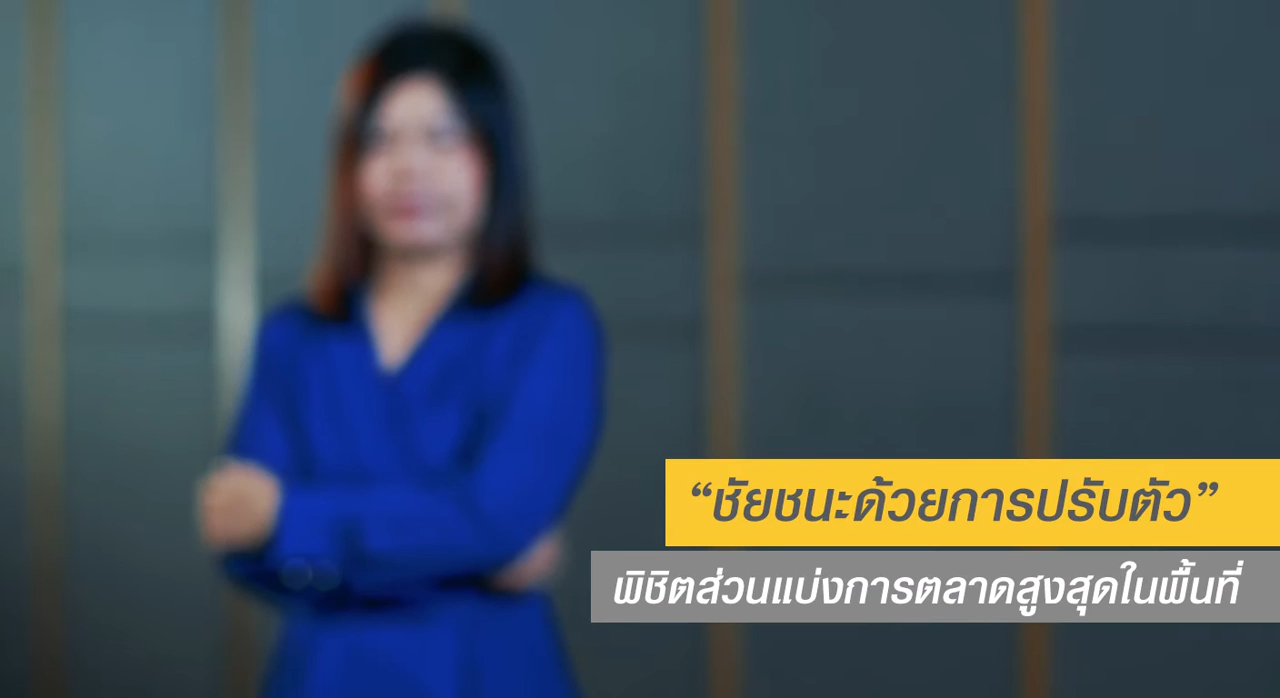 “ชัยชนะด้วยการปรับตัว”
พิชิตส่วนแบ่งการตลาดสูงสุดในพื้นที่